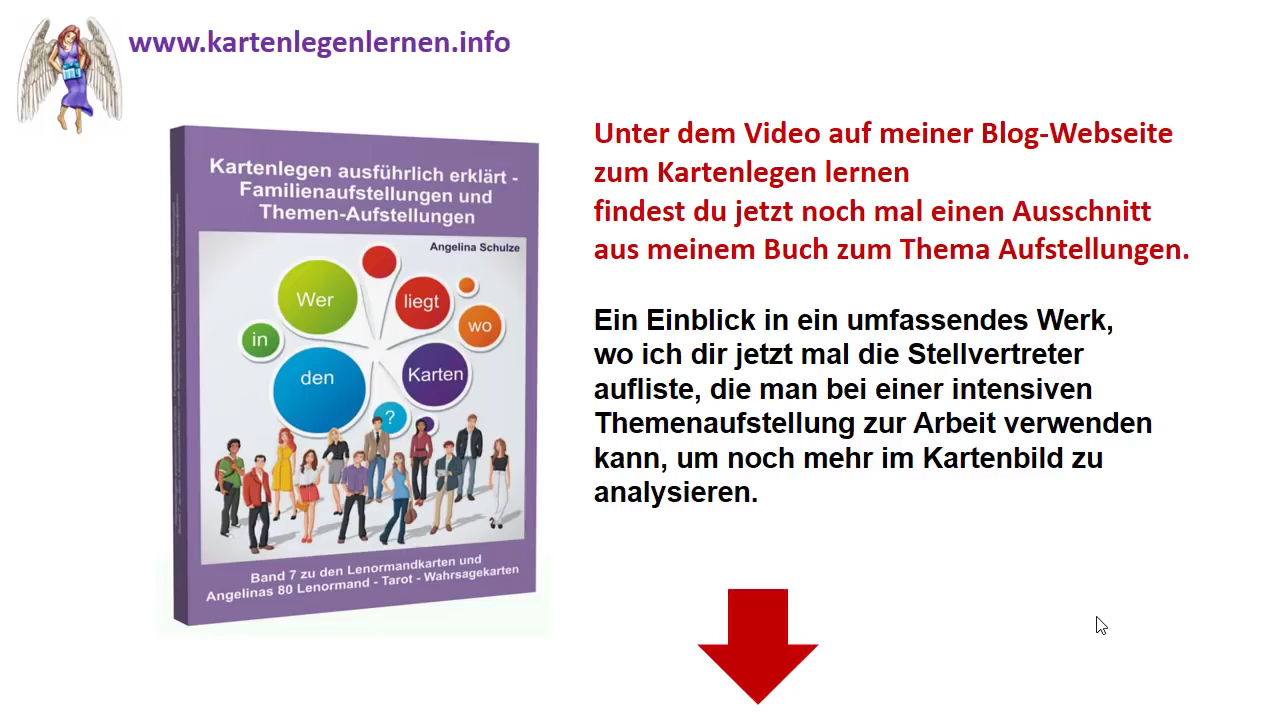 www.kartenlegenlernen.info
Kartenlegen ausführlich erklärt -
Familienaufstellungen und
Themen-Aufstellungen
Angelina Schulze
Wer
liegt
in
wo
den
Karten
?
Band 7 zu den Lenormandkarten und
Angelinas 80 Lenormand - Tarot - Wahrsagekarten
Unter dem Video auf meiner Blog-Webseite
zum Kartenlegen lernen
findest du jetzt noch mal einen Ausschnitt
aus meinem Buch zum Thema Aufstellungen.
Ein Einblick in ein umfassendes Werk,
wo ich dir jetzt mal die Stellvertreter
aufliste, die man bei einer intensiven
Themenaufstellung zur Arbeit verwenden
kann, um noch mehr im Kartenbild zu
analysieren.